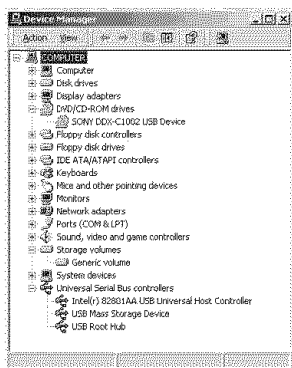 Device Manager
Action View
COMPUTER
Computer
Disk drives
Display adapters
DVD/CD-ROM drives
SONY DDX-C1002 USB Device
Floppy disk controllers
Floppy disk drives
IDE ATA/ATAPI controllers
Keyboards
Mice and other pointing devices
Monitors
Network adapters
Ports (COM & LPT)
Sound, video and game controllers
Storage volumes
Generic volume
System devices
Universal Serial Bus controllers
Intel(r) 82801AA USB Universal Host Controller
USB Mass Storage Device
USB Root Hub